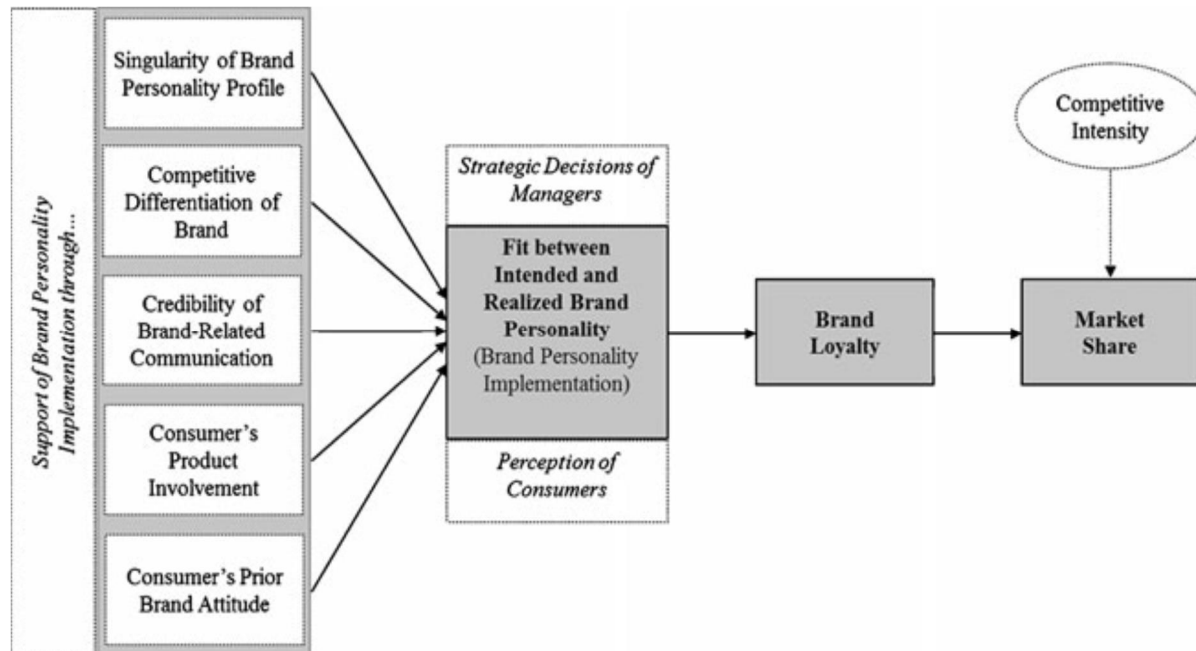 Support of Brand Personality
Implementation through...
Singularity of Brand
Personality Profile
Competitive
Differentiation of
Brand
Credibility of
Brand-Related
Communication
Consumer's
Product
Involvement
Consumer's Prior
Brand Attitude
Strategic Decisions of
Managers
Fit between
Intended and
Realized Brand
Personality
(Brand Personality
Implementation)
Perception of
Consumers
Brand
Loyalty
Competitive
Intensity
Market
Share